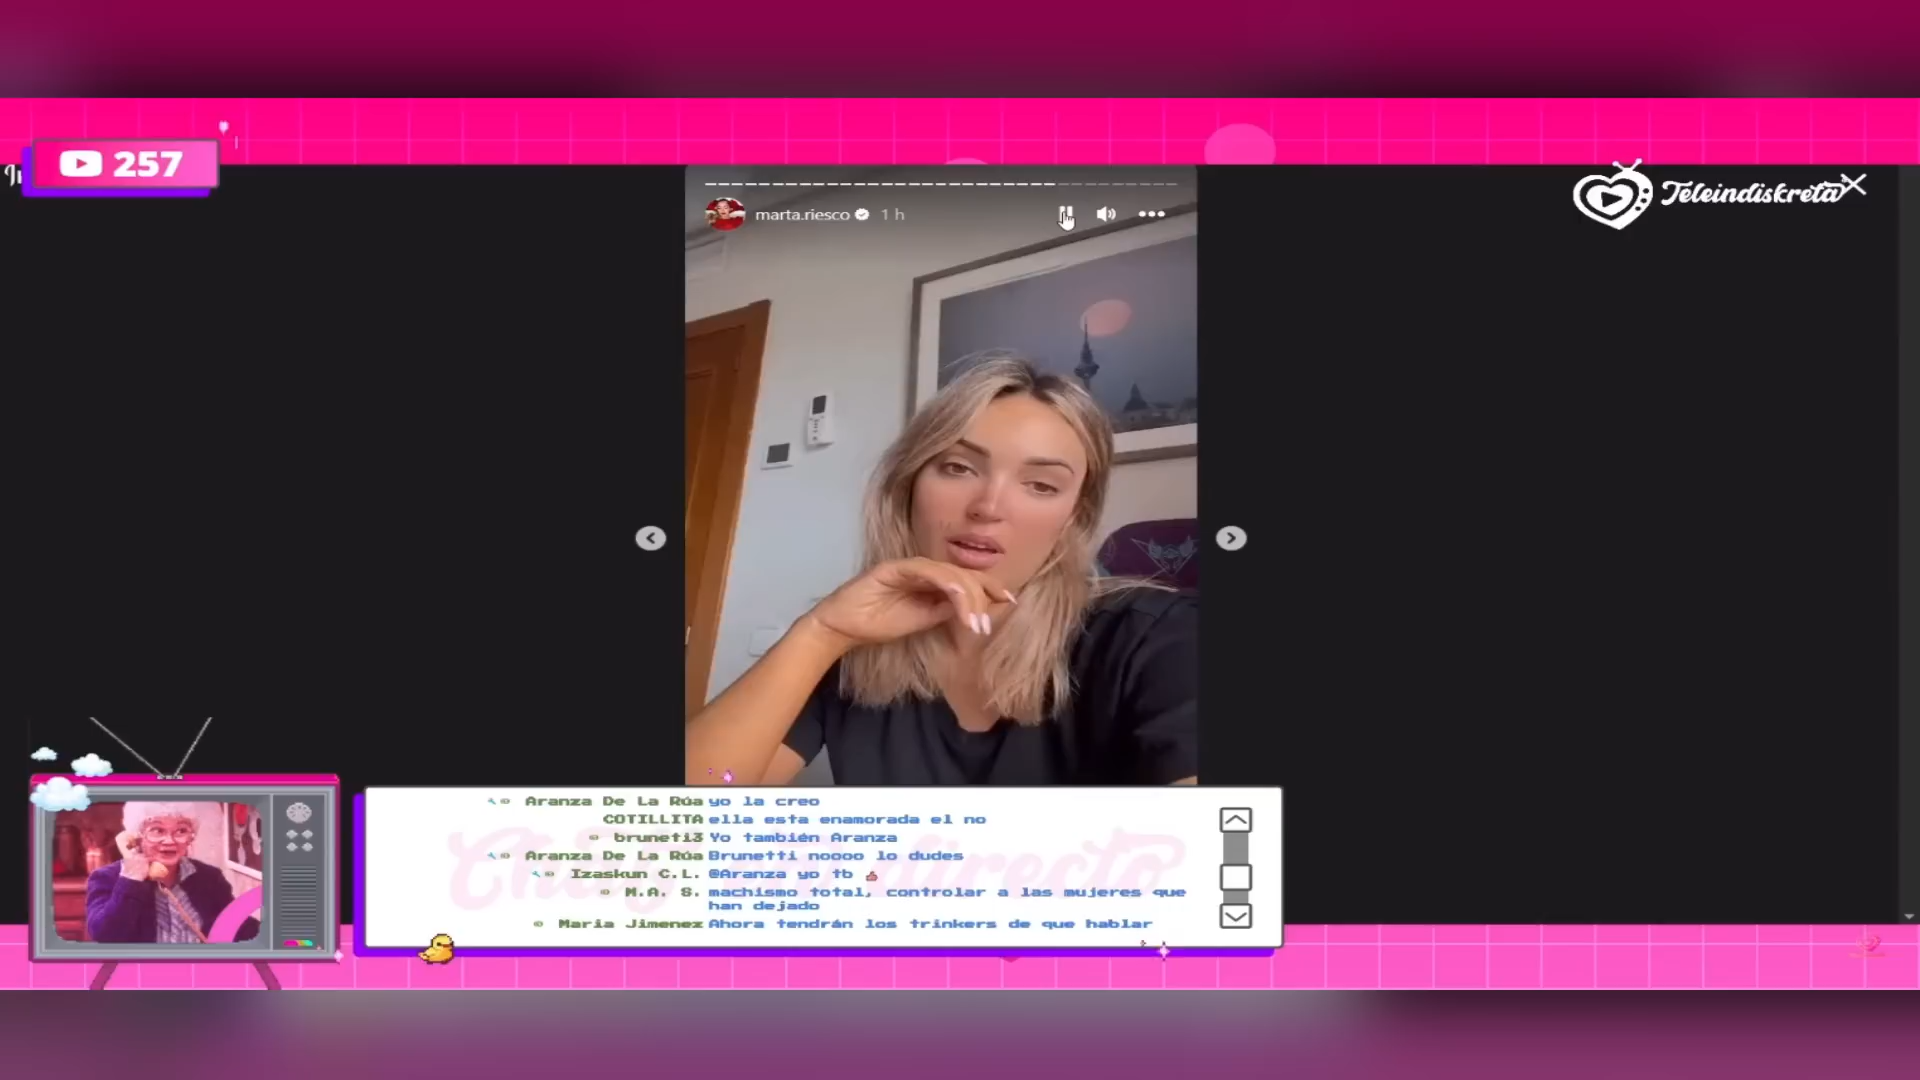 257
Teleindiskreta
marta.riesco 1 h
Aranza De La Rúa yo la creo
COTILLITA ella esta enamorada el no
bruneti3 Yo también Aranza
Aranza De La Rúa Brunetti noooo lo dudes
Izaskun C.L. @Aranza yo tb
M.A. S. machismo total, controlar a las mujeres que
han dejado
Maria Jimenez Ahora tendrán los trinkers de que hablar